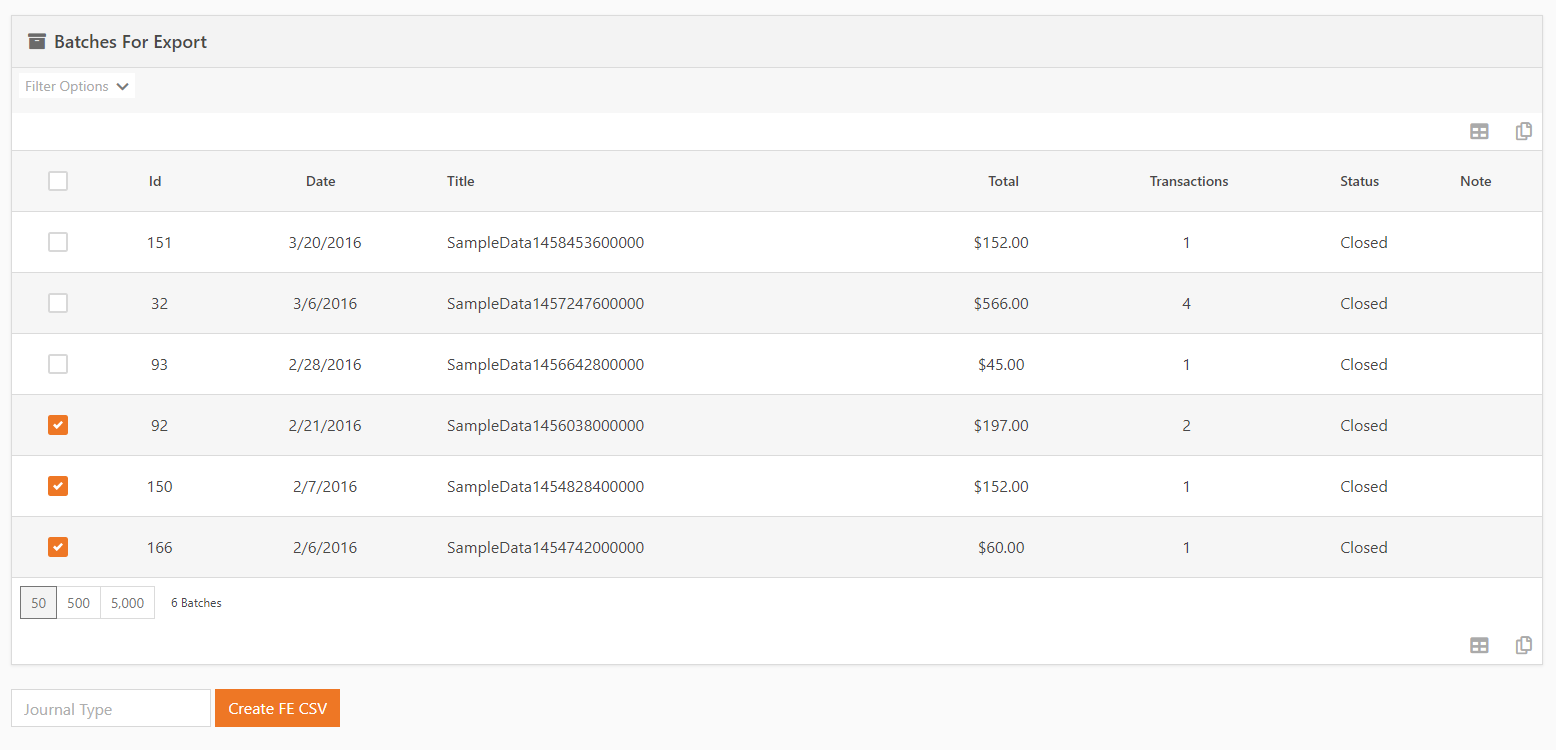 Batches For Export
Filter Options
Id Date Title Total Transactions Status Note
151 3/20/2016 SampleData1458453600000 $152.00 1 Closed
32 3/6/2016 SampleData1457247600000 $566.00 4 Closed
93 2/28/2016 SampleData1456642800000 $45.00 1 Closed
92 2/21/2016 SampleData1456038000000 $197.00 2 Closed
150 2/7/2016 SampleData1454828400000 $152.00 1 Closed
166 2/6/2016 SampleData1454742000000 $60.00 1 Closed
50 500 5,000 6 Batches
Journal Type Create FE CSV